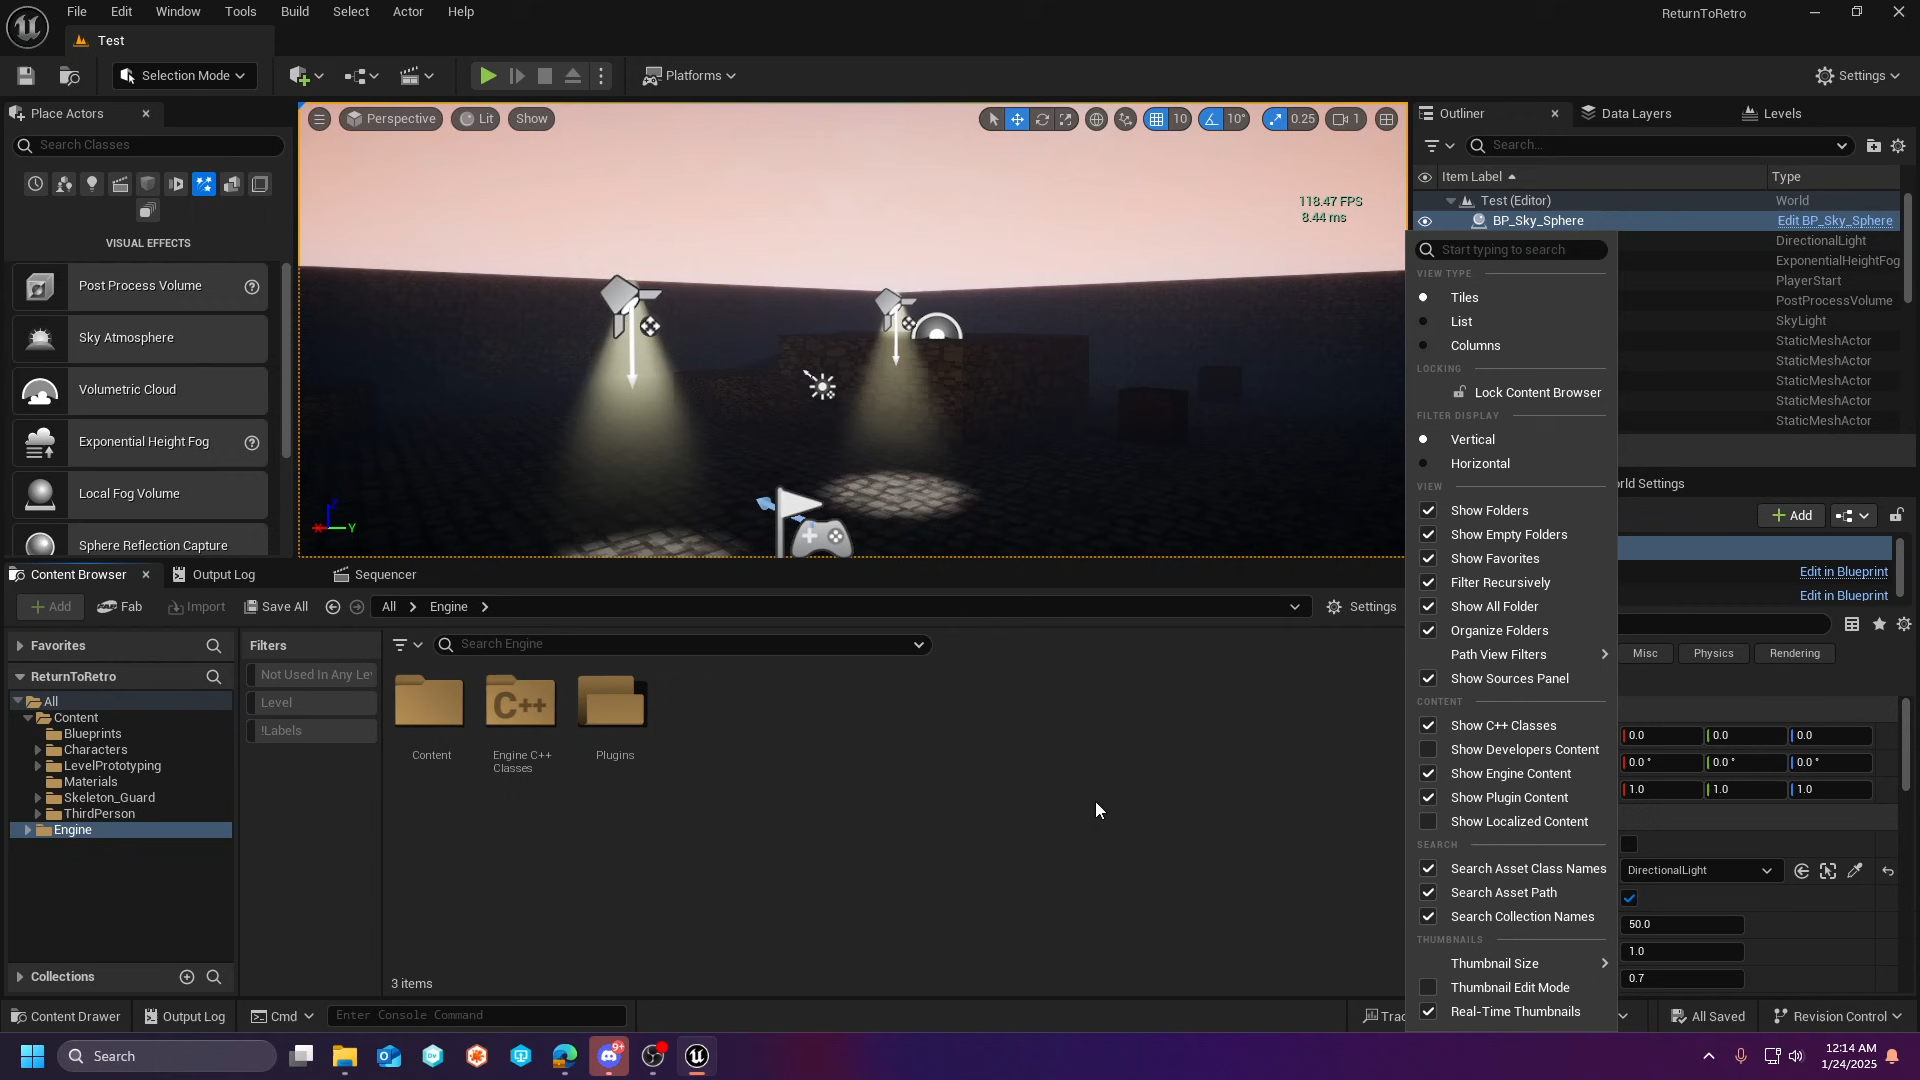 File Edit Window Tools Build Select Actor Help ReturnToRetro
Test
Selection Mode Platforms Settings
Place Actors
Search Classes
VISUAL EFFECTS
Post Process Volume
Sky Atmosphere
Volumetric Cloud
Exponential Height Fog
Local Fog Volume
Sphere Reflection Capture
Perspective Lit Show 10 10° 0.25 1
118.47 FPS
8.44 ms
X Y
Outliner Data Layers Levels
Search...
Item Label Type
Test (Editor) World
BP_Sky_Sphere Edit BP_Sky_Sphere
DirectionalLight
ExponentialHeightFog
PlayerStart
PostProcessVolume
SkyLight
StaticMeshActor
StaticMeshActor
StaticMeshActor
StaticMeshActor
StaticMeshActor
Start typing to search
VIEW TYPE
Tiles
List
Columns
LOCKING
Lock Content Browser
FILTER DISPLAY
Vertical
Horizontal
VIEW
Show Folders
Show Empty Folders
Show Favorites
Filter Recursively
Show All Folder
Organize Folders
Path View Filters
Show Sources Panel
CONTENT
Show C++ Classes
Show Developers Content
Show Engine Content
Show Plugin Content
Show Localized Content
SEARCH
Search Asset Class Names
Search Asset Path
Search Collection Names
THUMBNAILS
Thumbnail Size
Thumbnail Edit Mode
Real-Time Thumbnails
rld Settings
Add
Edit in Blueprint
Edit in Blueprint
Misc Physics Rendering
0.0 0.0 0.0
0.0 ° 0.0 ° 0.0 °
1.0 1.0 1.0
DirectionalLight
50.0
1.0
0.7
Content Browser Output Log Sequencer
Add Fab Import Save All All Engine Settings
Favorites
ReturnToRetro
All
Content
Blueprints
Characters
LevelPrototyping
Materials
Skeleton_Guard
ThirdPerson
Engine
Collections
Filters
Not Used In Any Le
Level
!Labels
Search Engine
C++
Content Engine C++ Plugins
Classes
3 items
Content Drawer Output Log Cmd Enter Console Command Trac All Saved Revision Control
Search 9+ 12:14 AM
1/24/2025